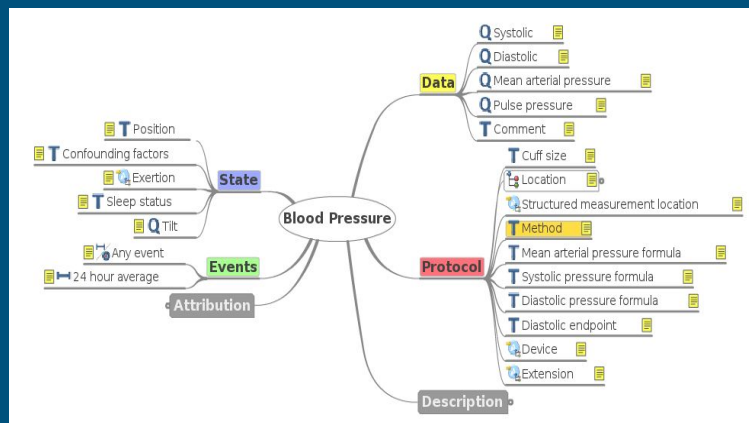 Blood Pressure
Data
Q Systolic
Q Diastolic
Q Mean arterial pressure
Q Pulse pressure
T Comment
Protocol
T Cuff size
Location
Structured measurement location
T Method
T Mean arterial pressure formula
T Systolic pressure formula
T Diastolic pressure formula
T Diastolic endpoint
Device
Extension
Description
State
T Position
T Confounding factors
Exertion
T Sleep status
Q Tilt
Events
Any event
24 hour average
Attribution